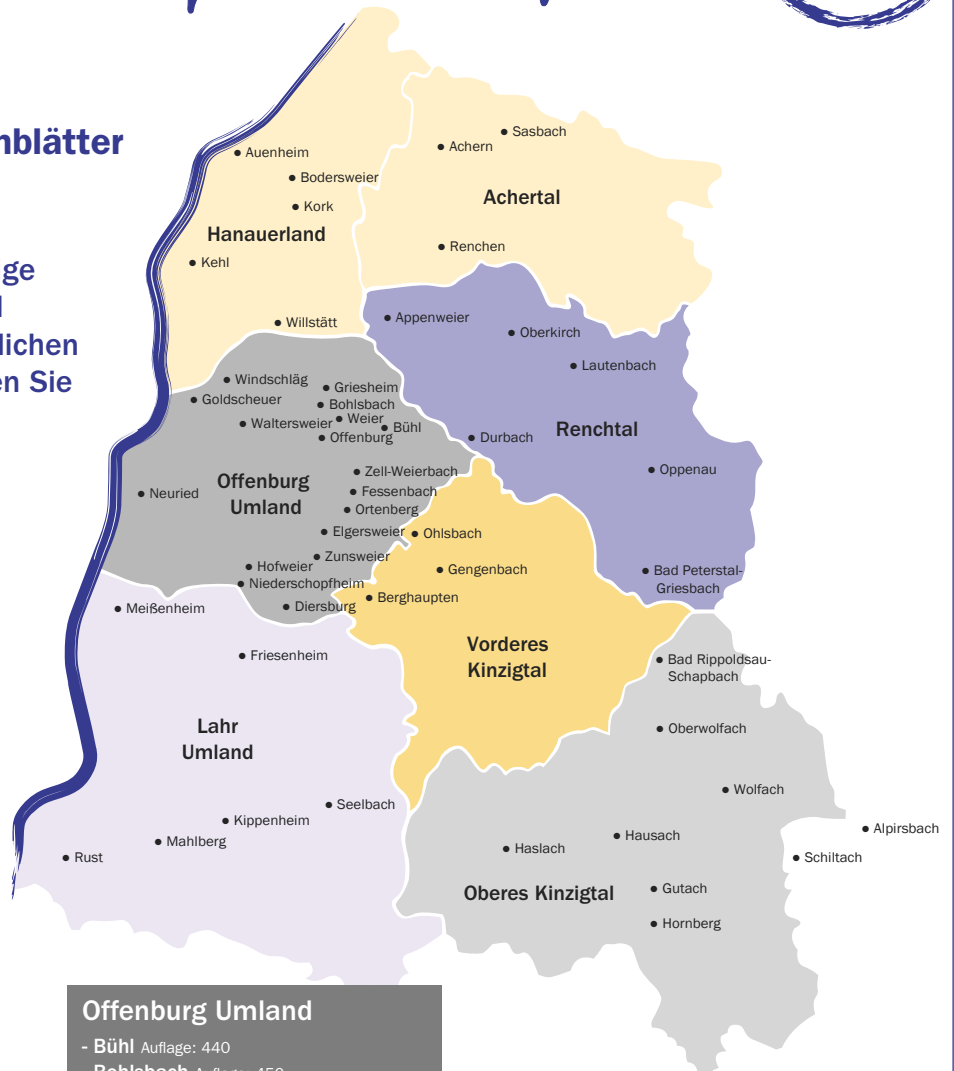 nblätter
ge
lichen
en Sie
Sasbach
Achern
Auenheim
Bodersweier
Achertal
Kork
Hanauerland
Renchen
Kehl
Appenweier
Willstätt
Oberkirch
Lautenbach
Windschläg
Griesheim
Goldscheuer
Bohlsbach
Weier
Waltersweier
Bühl
Offenburg
Durbach
Renchtal
Zell-Weierbach
Oppenau
Offenburg
Umland
Neuried
Fessenbach
Ortenberg
Elgersweier
Ohlsbach
Zunsweier
Hofweier
Gengenbach
Bad Peterstal-
Griesbach
Niederschopfheim
Berghaupten
Diersburg
Meißenheim
Vorderes
Kinzigtal
Friesenheim
Bad Rippoldsau-
Schapbach
Lahr
Umland
Oberwolfach
Wolfach
Seelbach
Kippenheim
Alpirsbach
Hausach
Mahlberg
Haslach
Rust
Schiltach
Oberes Kinzigtal
Gutach
Hornberg
Offenburg Umland
- Bühl Auflage: 440
- Bohlsbach Auflage: 450